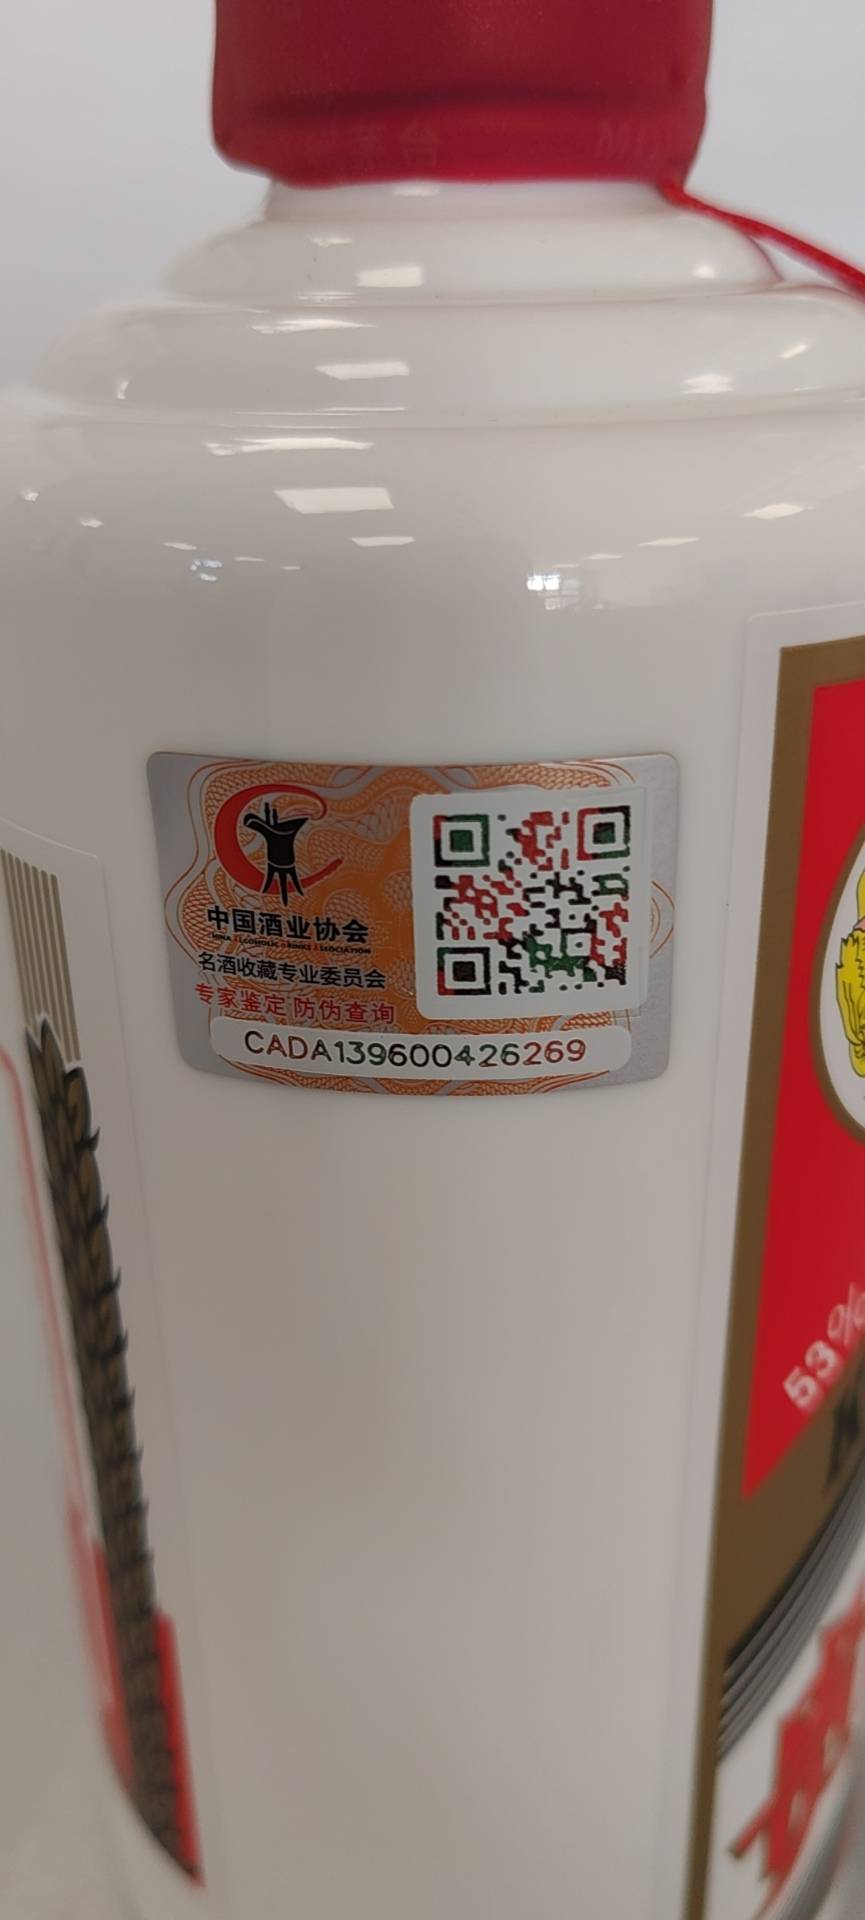 中国酒业协会
名酒收藏专业委员会
专家鉴定 防伪查询
CADA139600426269
53%